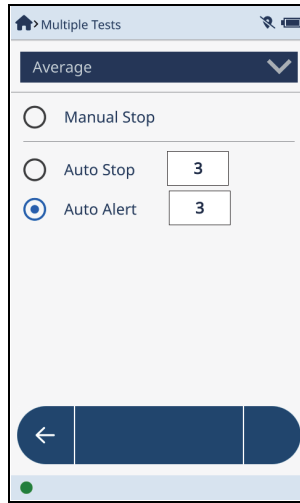 Multiple Tests
Average
Manual Stop
Auto Stop 3
Auto Alert 3